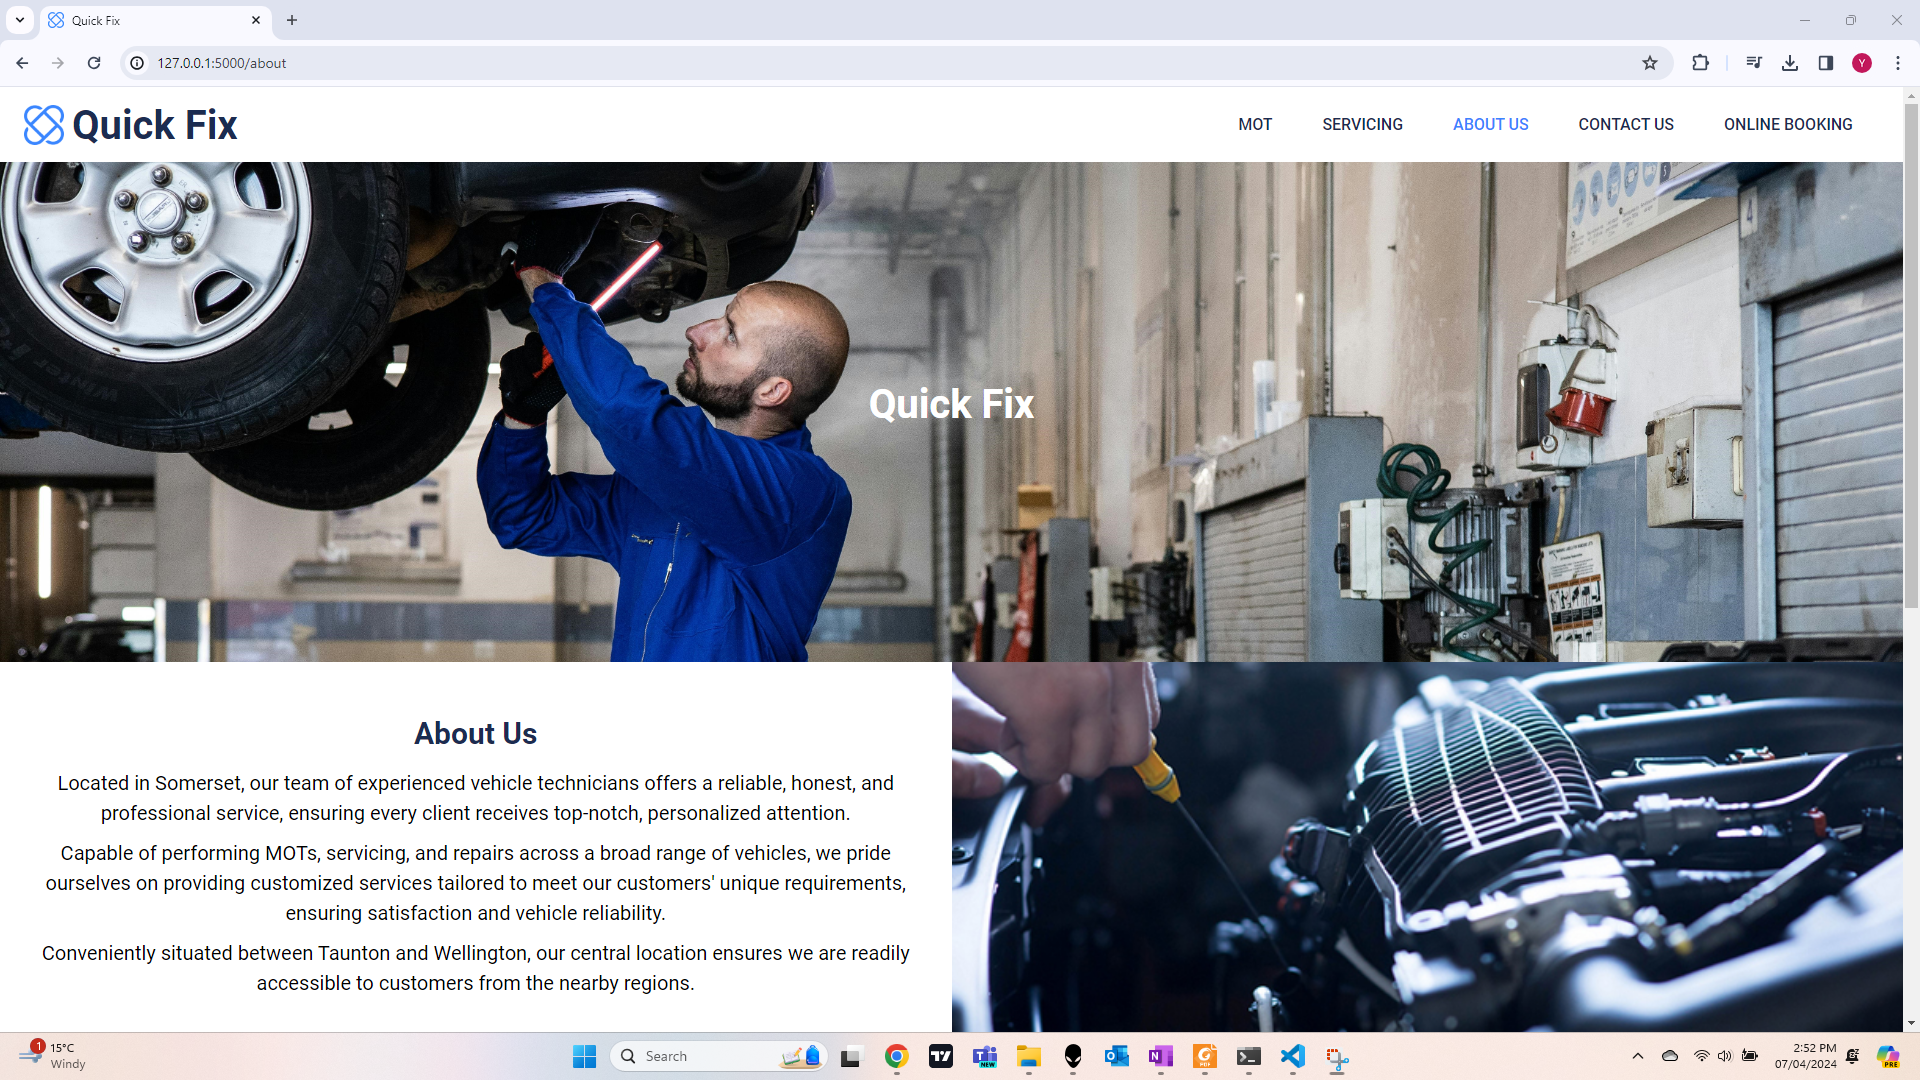 Quick Fix
127.0.0.1:5000/about
Y
Quick Fix
MOT
SERVICING
ABOUT US
CONTACT US
ONLINE BOOKING
4
Quick Fix
About Us
Located in Somerset, our team of experienced vehicle technicians offers a reliable, honest, and
professional service, ensuring every client receives top-notch, personalized attention.
Capable of performing MOTs, servicing, and repairs across a broad range of vehicles, we pride
ourselves on providing customized services tailored to meet our customers' unique requirements,
ensuring satisfaction and vehicle reliability.
Conveniently situated between Taunton and Wellington, our central location ensures we are readily
accessible to customers from the nearby regions.
1
15°C
Windy
Search
NEW
PRE
2:52 PM
07/04/2024